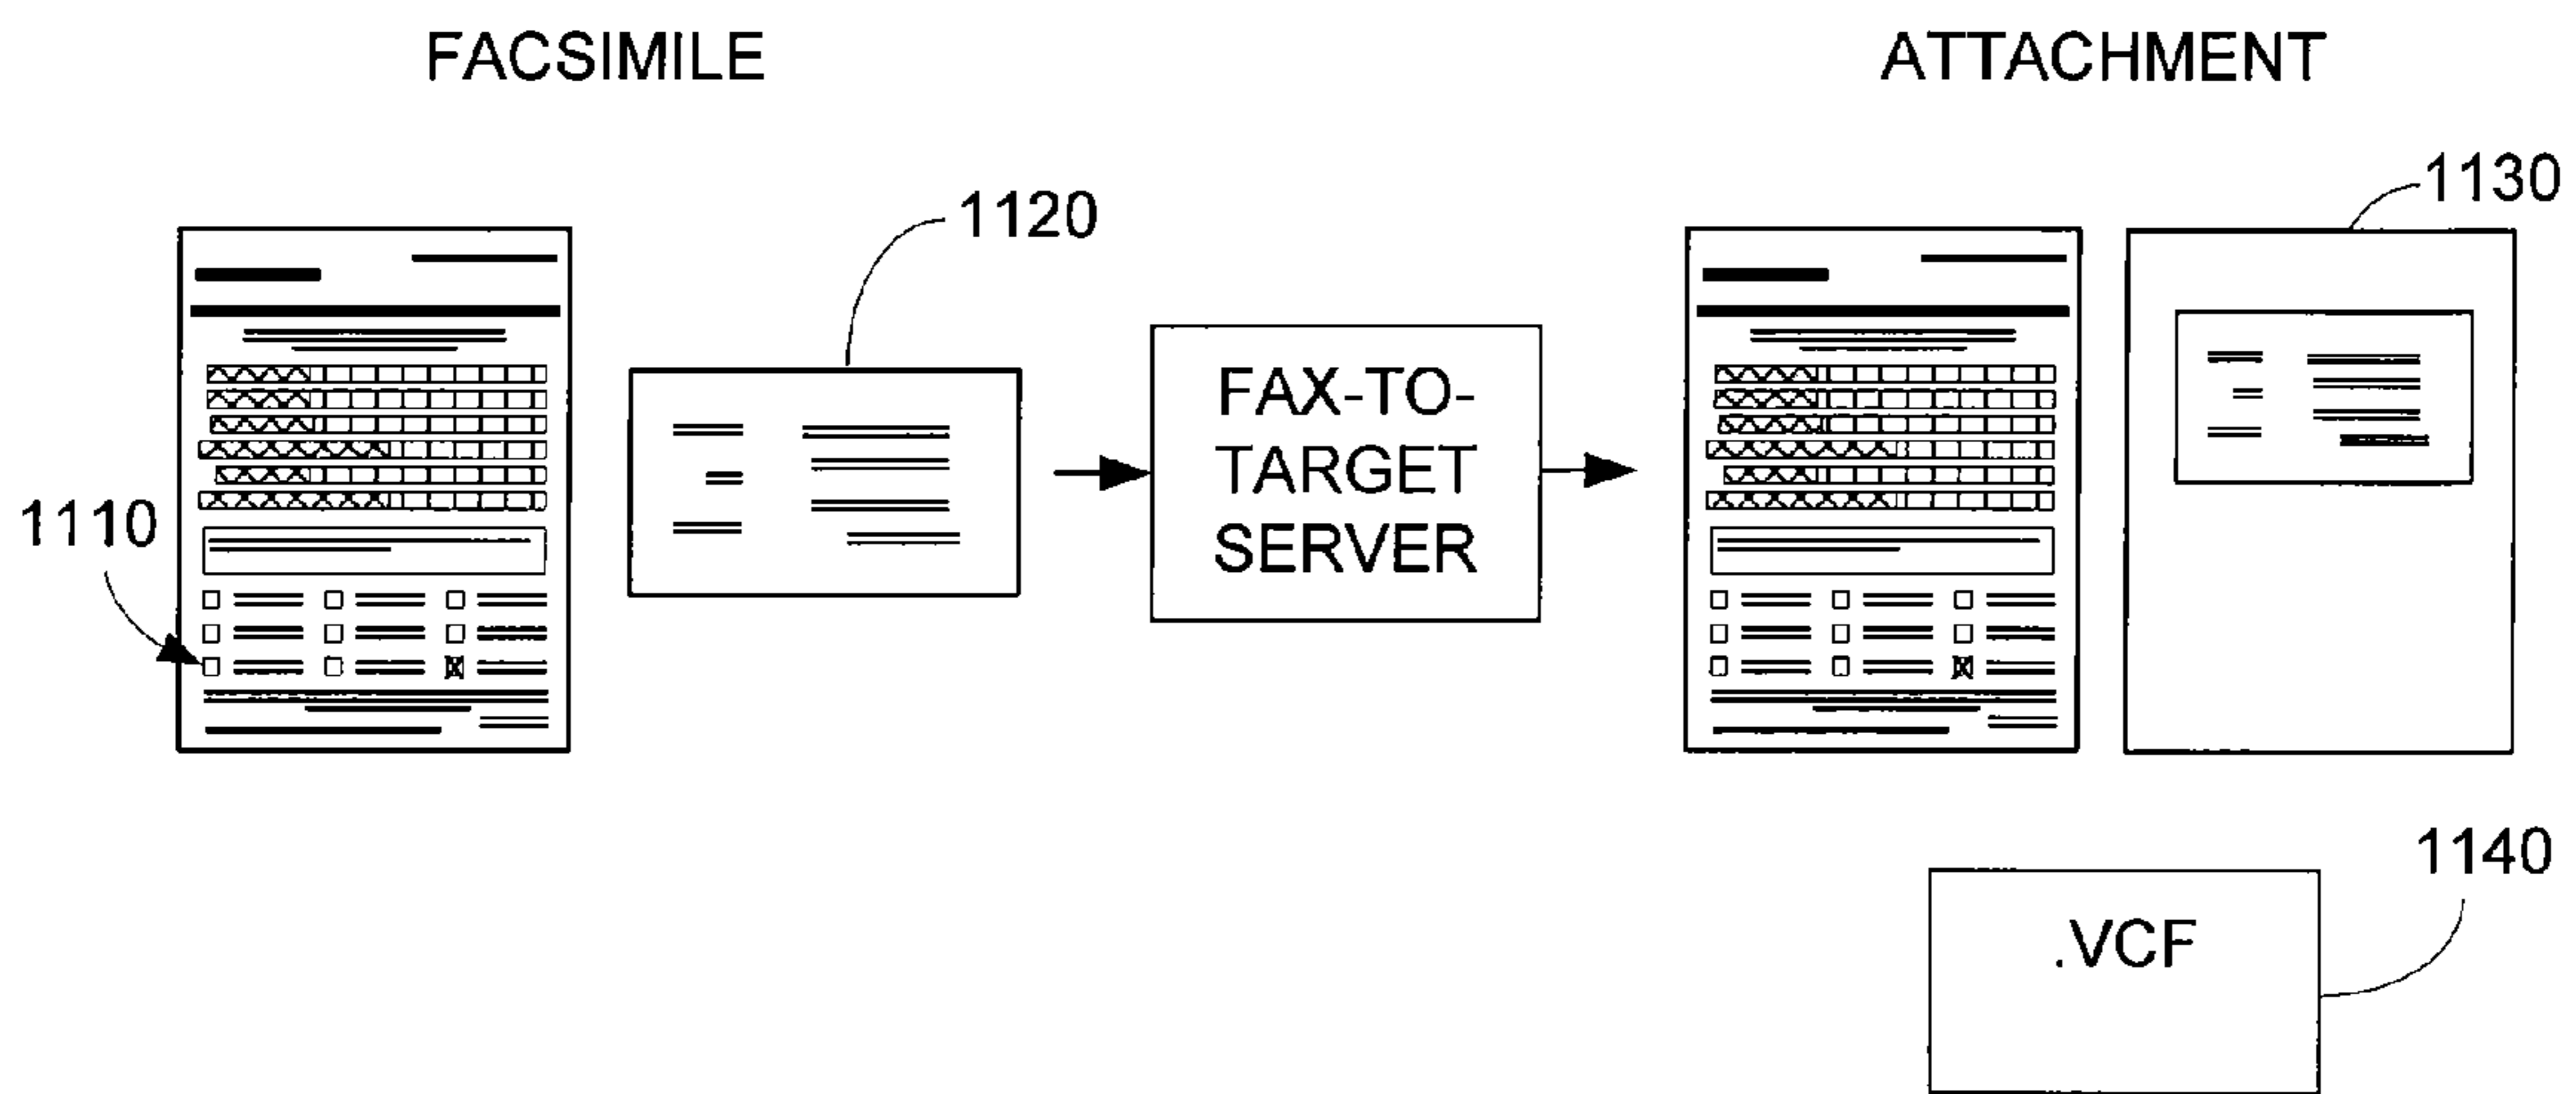 FACSIMILE
ATTACHMENT
1120
1130
1110
FAX-TO-
TARGET
SERVER
1140
.VCF